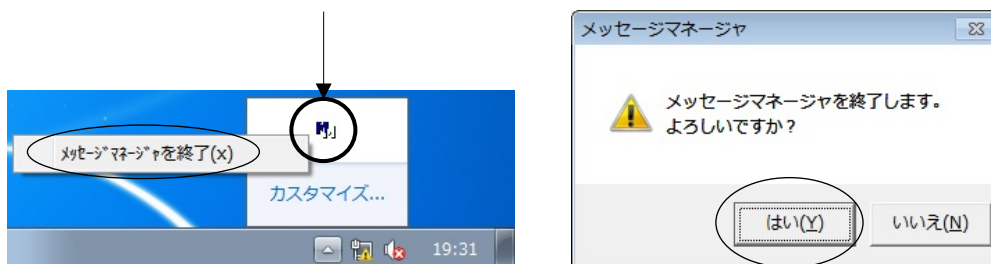 ﾒｯｾｰｼﾞﾏﾈｰｼﾞｬを終了(x)
カスタマイズ...
19:31
メッセージマネージャ
メッセージマネージャを終了します。
よろしいですか？
はい(Y)
いいえ(N)